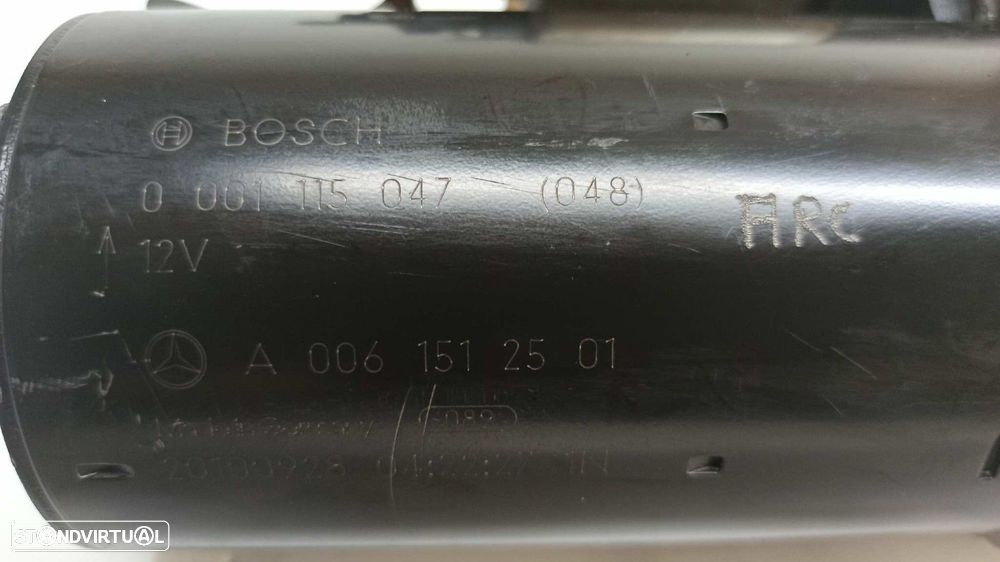 BOSCH
0 001 115 047 (048)
12V
ARC
A 006 151 25 01
STANDVIRTUAL